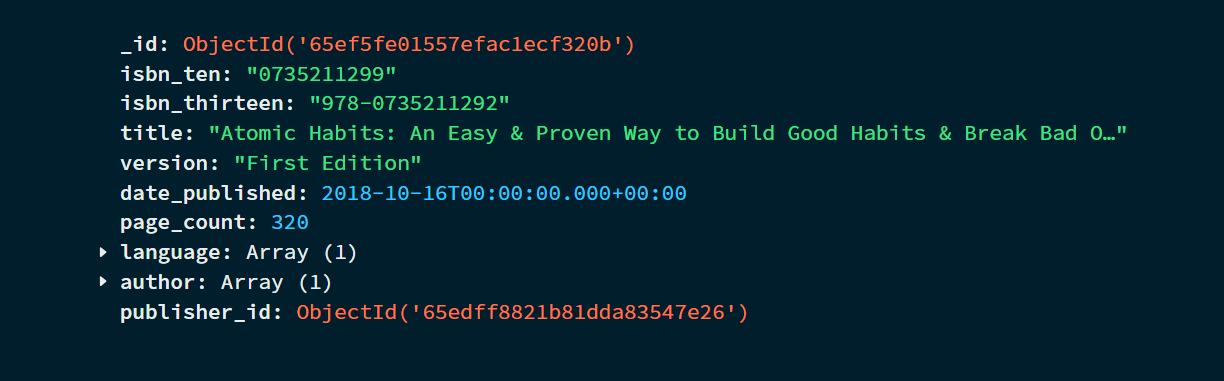 _id: ObjectId('65ef5fe01557efac1ecf320b')
isbn_ten: "0735211299"
isbn_thirteen: "978-0735211292"
title: "Atomic Habits: An Easy & Proven Way to Build Good Habits & Break Bad O…"
version: "First Edition"
date_published: 2018-10-16T00:00:00.000+00:00
page_count: 320
language: Array (1)
author: Array (1)
publisher_id: ObjectId('65edff8821b81dda83547e26')